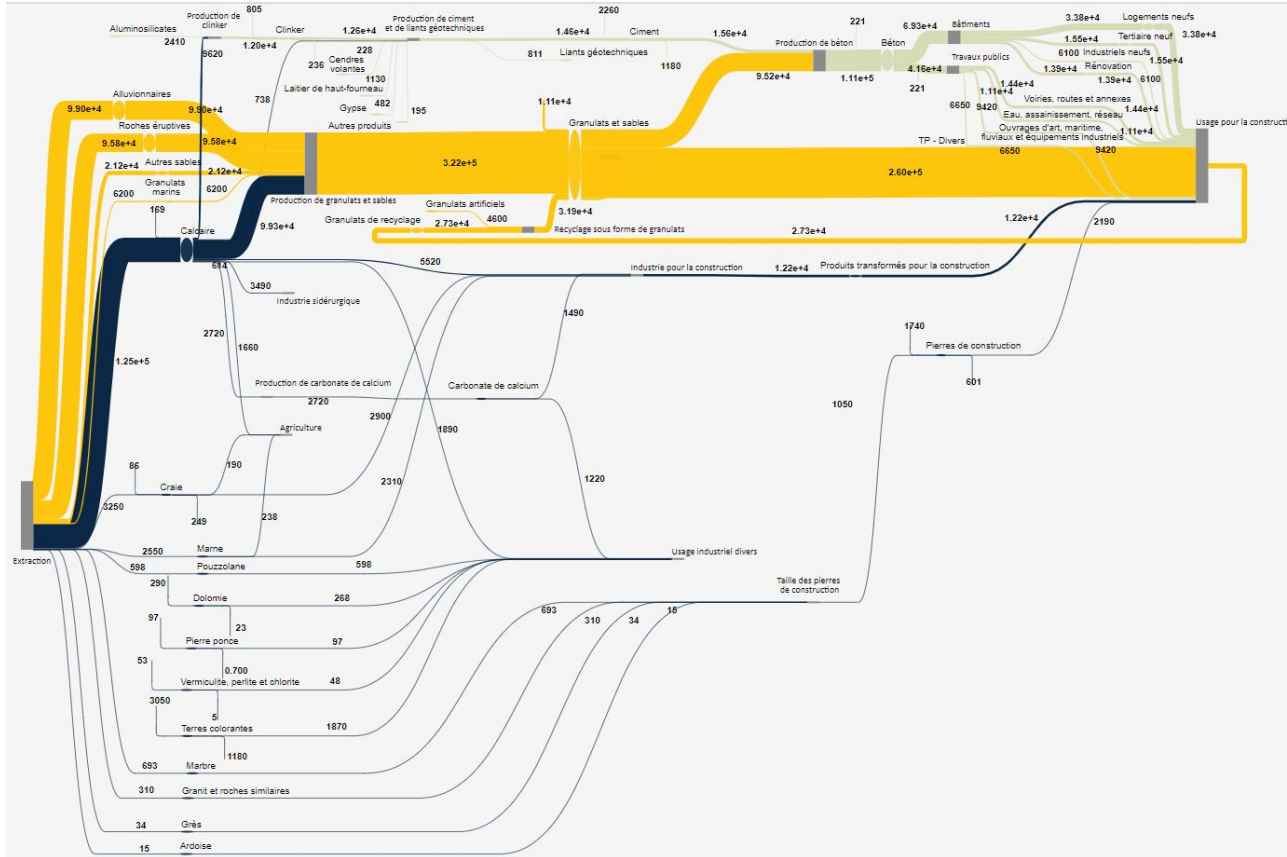 805
2260
Aluminosilicates
2410
Production de
clinker
9620
1.20e+4
Clinker
1.26e+4
Production de ciment
et de liants géotechniques
1.46e+4
Ciment
1.56e+4
221
6.93e+4
Bâtiments
3.38e+4
Logements neufs
3.38e+4
1.55e+4
Tertiaire neuf
Industriels neufs
1.55e+4
236
228
Cendres
volantes
811
Liants géotechniques
1180
Production de béton
Béton
Travaux publics
6100
1.39e+4
Rénovation
6100
1.39e+4
1130
Laitier de haut-fourneau
9.52e+4
1.11e+5
4.16e+4
221
1.44e+4
1.11e+4
Alluvionnaires
9.90e+4
9.90e+4
738
482
Gypse
195
Autres produits
1.11e+4
Granulats et sables
6650
9420
Voiries, routes et annexes
1.44e+4
Eau, assainissement, réseau
1.11e+4
Usage pour la constructi
Roches éruptives
9.58e+4
9.58e+4
Ouvrages d'art, maritime,
fluviaux et équipements industriels
TP - Divers
6650
9420
Autres sables
2.12e+4
2.12e+4
3.22e+5
2.60e+5
Granulats
marins
6200
6200
Production de granulats et sables
169
Calcaire
9.93e+4
Granulats artificiels
4600
3.19e+4
Granulats de recyclage
2.73e+4
Recyclage sous forme de granulats
2.73e+4
1.22e+4
2190
614
5520
Industrie pour la construction
1.22e+4
Produits transformés pour la construction
3490
Industrie sidérurgique
1490
2720
1660
1740
Pierres de construction
601
1.25e+5
Production de carbonate de calcium
2720
Carbonate de calcium
2900
1890
1050
Agriculture
86
190
Craie
3250
249
238
2310
1220
2550
Marne
Usage industriel divers
Extraction
598
Pouzzolane
598
290
Dolomie
268
23
Taille des pierres
de construction
693
310
34
15
97
Pierre ponce
97
0.700
53
Vermiculite, perlite et chlorite
48
5
3050
Terres colorantes
1870
1180
693
Marbre
310
Granit et roches similaires
34
Grès
15
Ardoise